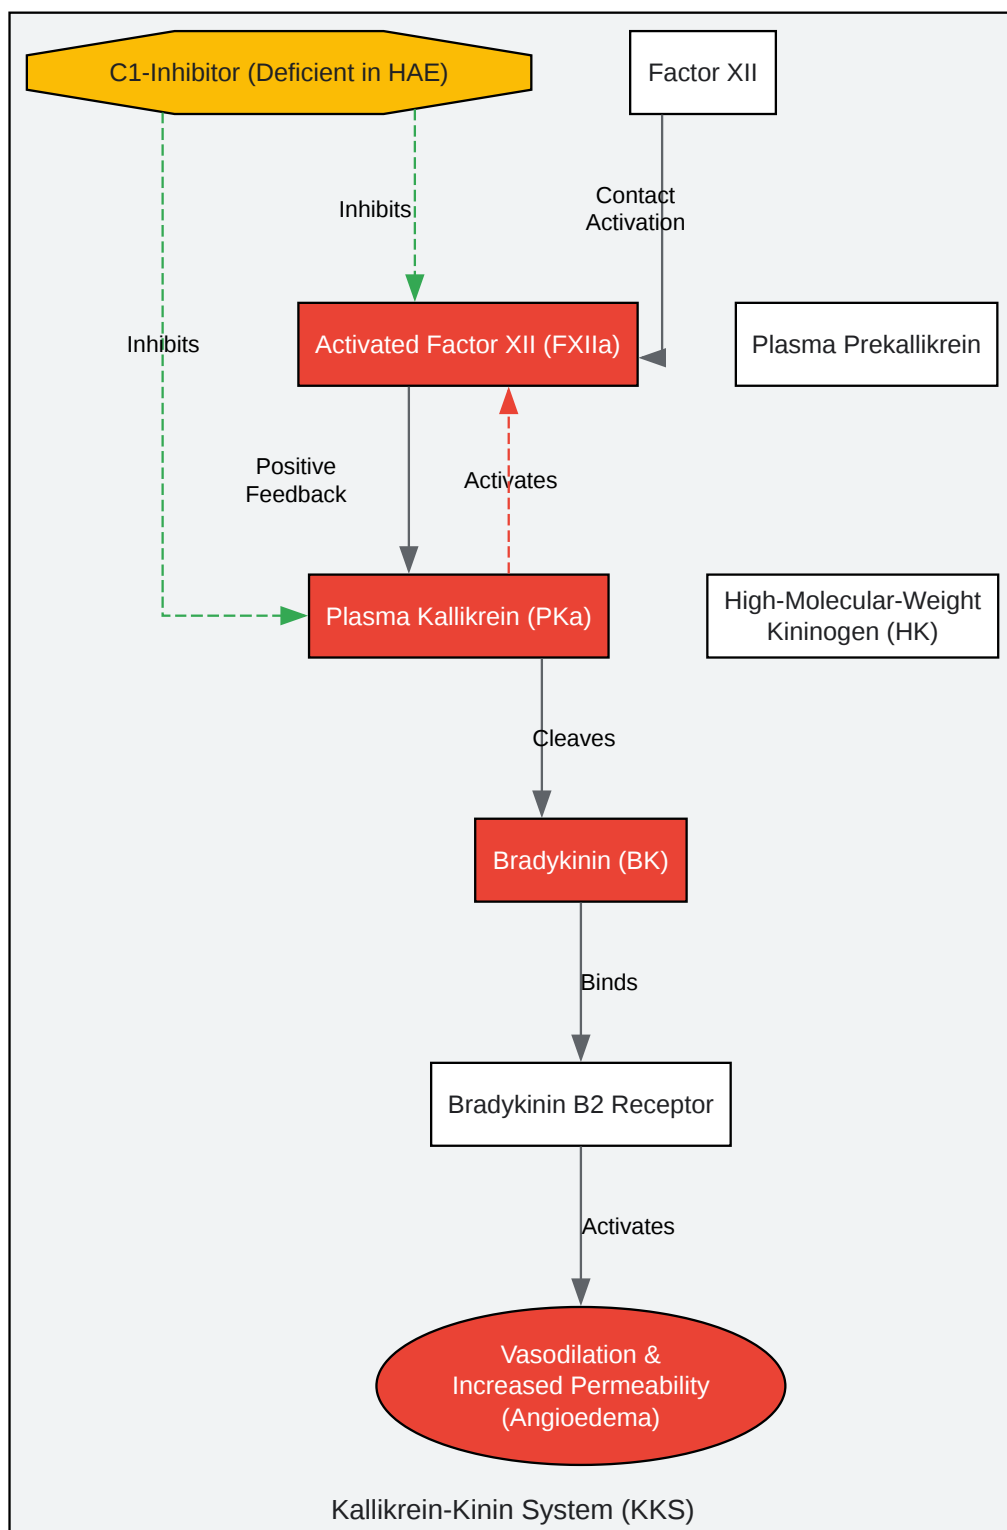 C1-Inhibitor (Deficient in HAE)
Factor XII
Inhibits
Contact
Activation
Inhibits
Activated Factor XII (FXIIa)
Plasma Prekallikrein
Positive
Feedback
Activates
Plasma Kallikrein (PKa)
High-Molecular-Weight
Kininogen (HK)
Cleaves
Bradykinin (BK)
Binds
Bradykinin B2 Receptor
Activates
Vasodilation &
Increased Permeability
(Angioedema)
Kallikrein-Kinin System (KKS)